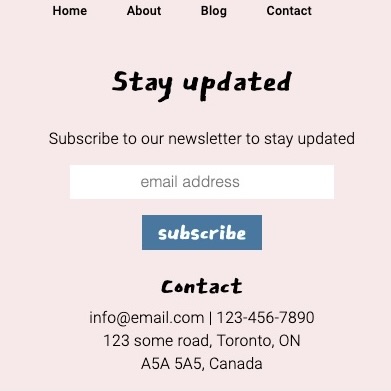 Home About Blog Contact
Stay updated
Subscribe to our newsletter to stay updated
email address
subscribe
Contact
info@email.com | 123-456-7890
123 some road, Toronto, ON
A5A 5A5, Canada